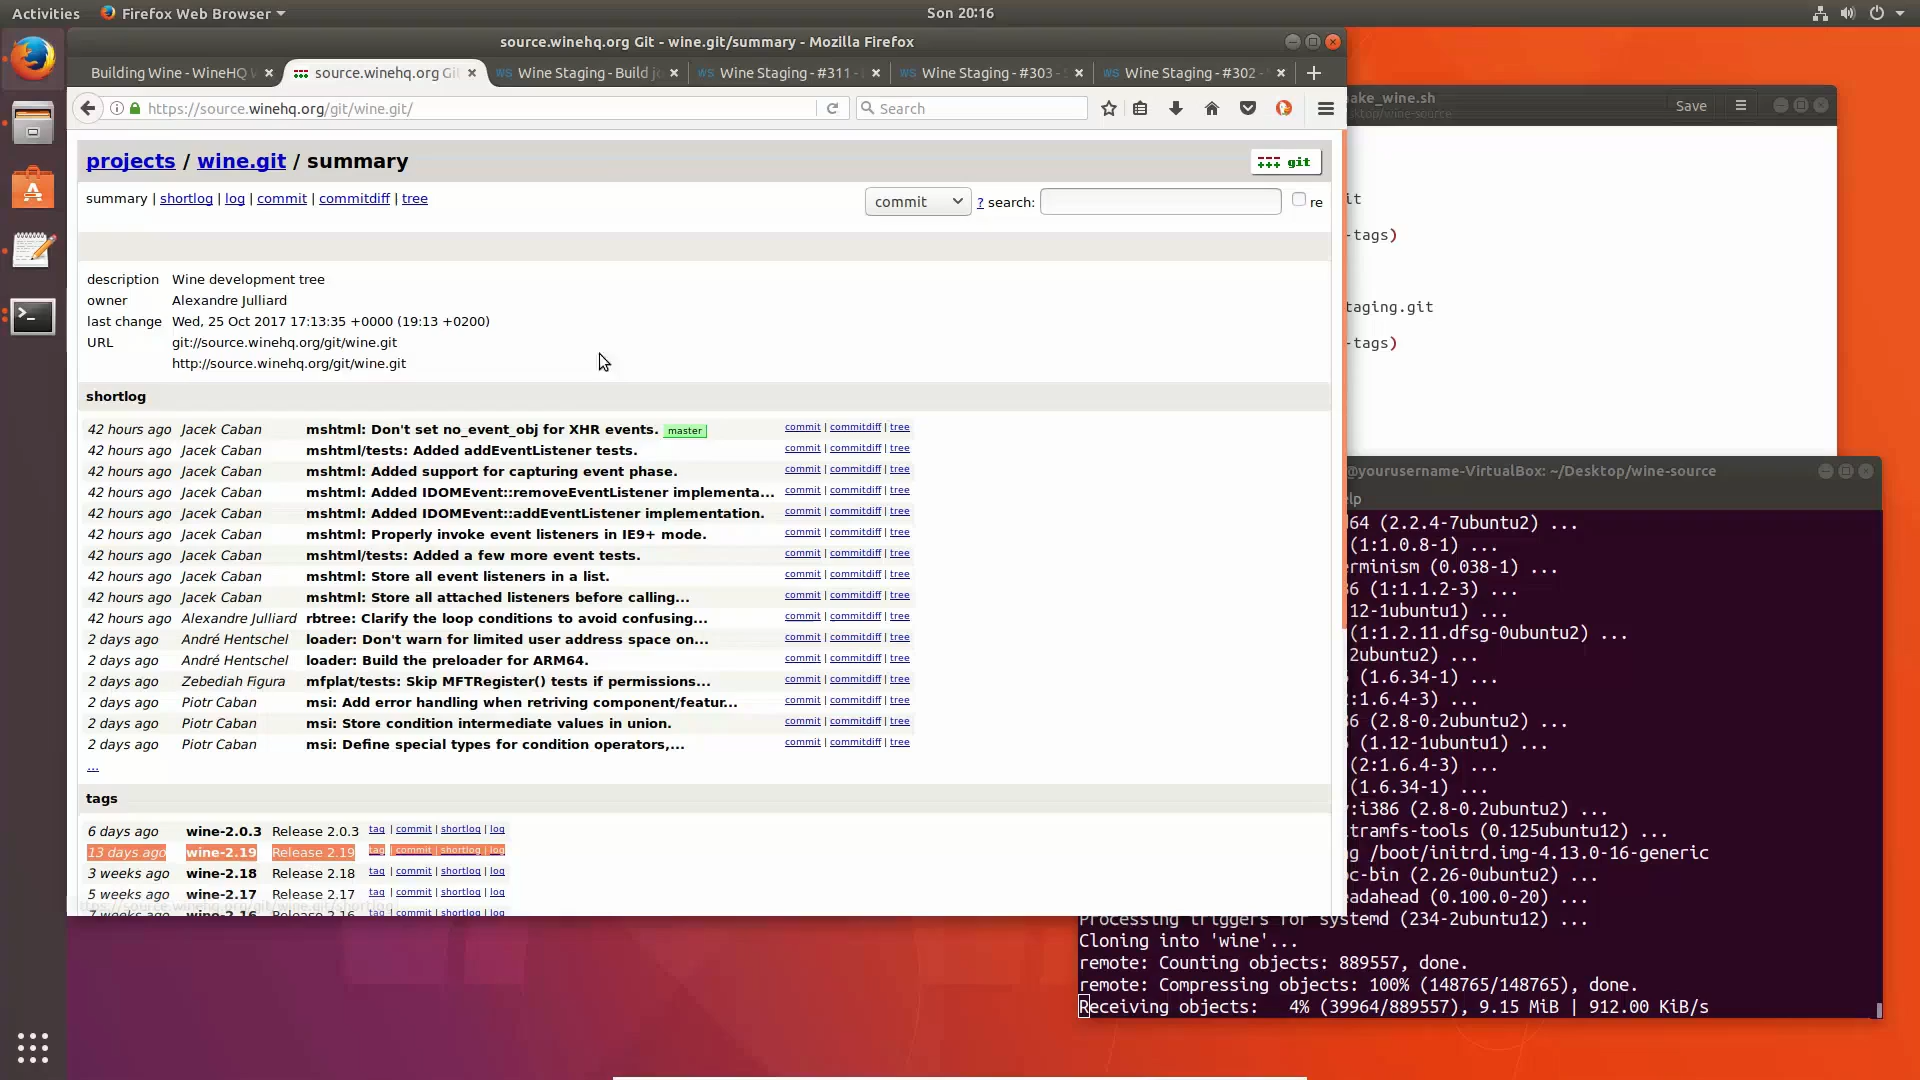 Activities
Firefox Web Browser
Son 20:16
source.winehq.org Git - wine.git/summary - Mozilla Firefox
Building Wine - WineHQ
source.winehq.org Gi
Wine Staging - Build j
Wine Staging - #311 -
Wine Staging - #303 -
Wine Staging - #302 -
https://source.winehq.org/git/wine.git/
Search
projects / wine.git / summary
git
summary | shortlog | log | commit | commitdiff | tree
commit
? search:
re
description Wine development tree
owner Alexandre Julliard
last change Wed, 25 Oct 2017 17:13:35 +0000 (19:13 +0200)
URL git://source.winehq.org/git/wine.git
http://source.winehq.org/git/wine.git
shortlog
42 hours ago Jacek Caban mshtml: Don't set no_event_obj for XHR events. master commit | commitdiff | tree
42 hours ago Jacek Caban mshtml/tests: Added addEventListener tests. commit | commitdiff | tree
42 hours ago Jacek Caban mshtml: Added support for capturing event phase. commit | commitdiff | tree
42 hours ago Jacek Caban mshtml: Added IDOMEvent::removeEventListener implementa... commit | commitdiff | tree
42 hours ago Jacek Caban mshtml: Added IDOMEvent::addEventListener implementation. commit | commitdiff | tree
42 hours ago Jacek Caban mshtml: Properly invoke event listeners in IE9+ mode. commit | commitdiff | tree
42 hours ago Jacek Caban mshtml/tests: Added a few more event tests. commit | commitdiff | tree
42 hours ago Jacek Caban mshtml: Store all event listeners in a list. commit | commitdiff | tree
42 hours ago Jacek Caban mshtml: Store all attached listeners before calling... commit | commitdiff | tree
42 hours ago Alexandre Julliard rbtree: Clarify the loop conditions to avoid confusing... commit | commitdiff | tree
2 days ago André Hentschel loader: Don't warn for limited user address space on... commit | commitdiff | tree
2 days ago André Hentschel loader: Build the preloader for ARM64. commit | commitdiff | tree
2 days ago Zebediah Figura mfplat/tests: Skip MFTRegister() tests if permissions... commit | commitdiff | tree
2 days ago Piotr Caban msi: Add error handling when retriving component/featur... commit | commitdiff | tree
2 days ago Piotr Caban msi: Store condition intermediate values in union. commit | commitdiff | tree
2 days ago Piotr Caban msi: Define special types for condition operators,... commit | commitdiff | tree
...
tags
6 days ago wine-2.0.3 Release 2.0.3 tag | commit | shortlog | log
13 days ago wine-2.19 Release 2.19 tag | commit | shortlog | log
3 weeks ago wine-2.18 Release 2.18 tag | commit | shortlog | log
5 weeks ago wine-2.17 Release 2.17 tag | commit | shortlog | log
7 weeks ago wine-2.16 Release 2.16 tag | commit | shortlog | log
ake_wine.sh
sktop/wine-source
Save
it
-tags)
taging.git
-tags)
@yourusername-VirtualBox: ~/Desktop/wine-source
lp
64 (2.2.4-7ubuntu2) ...
(1:1.0.8-1) ...
erminism (0.038-1) ...
36 (1:1.1.2-3) ...
12-1ubuntu1) ...
(1:1.2.11.dfsg-0ubuntu2) ...
2ubuntu2) ...
(1.6.34-1) ...
2:1.6.4-3) ...
36 (2.8-0.2ubuntu2) ...
(1.12-1ubuntu1) ...
(2:1.6.4-3) ...
(1.6.34-1) ...
:i386 (2.8-0.2ubuntu2) ...
tramfs-tools (0.125ubuntu12) ...
g /boot/initrd.img-4.13.0-16-generic
c-bin (2.26-0ubuntu2) ...
eadahead (0.100.0-20) ...
Processing triggers for systemd (234-2ubuntu12) ...
Cloning into 'wine'...
remote: Counting objects: 889557, done.
remote: Compressing objects: 100% (148765/148765), done.
Receiving objects: 4% (39964/889557), 9.15 MiB | 912.00 KiB/s